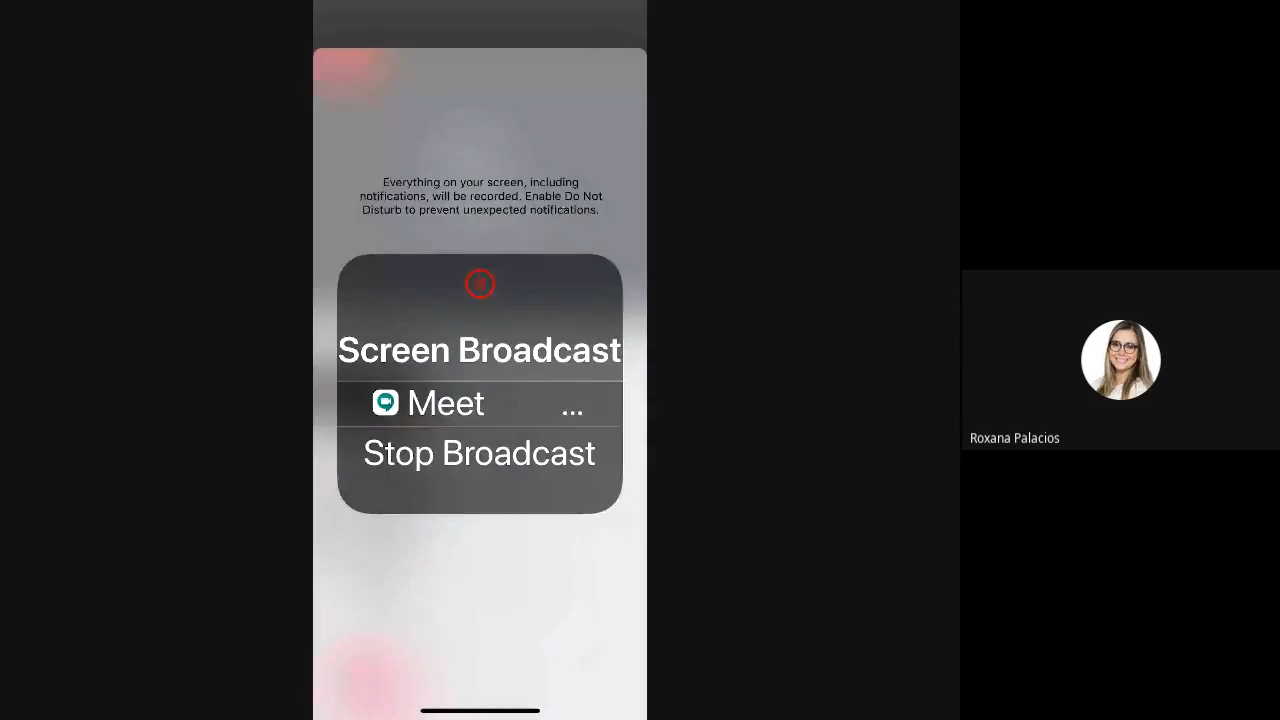 Everything on your screen, including
notifications, will be recorded. Enable Do Not
Disturb to prevent unexpected notifications.
Screen Broadcast
Meet ...
Stop Broadcast
Roxana Palacios